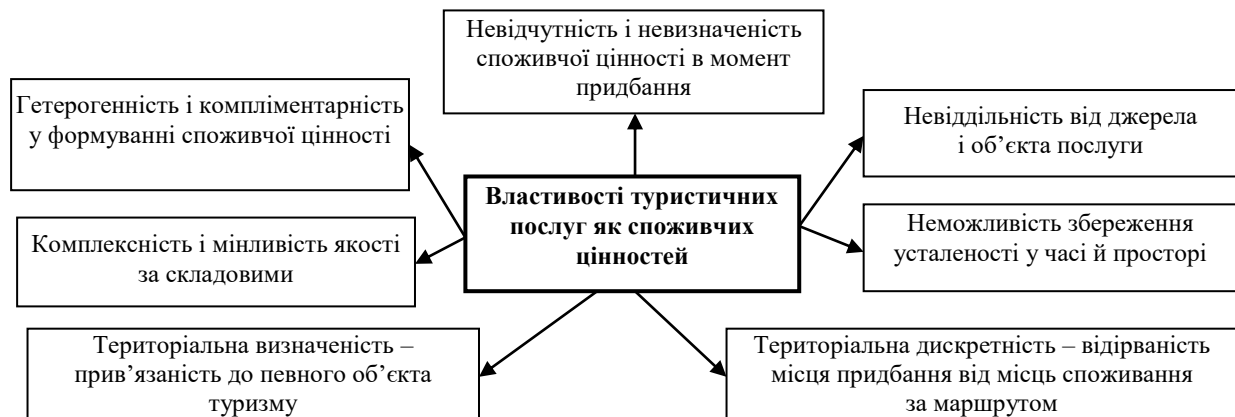 Невідчутність і невизначеність
споживчої цінності в момент
придбання
Гетерогенність і компліментарність
у формуванні споживчої цінності
Невіддільність від джерела
і об’єкта послуги
Властивості туристичних
послуг як споживчих
цінностей
Комплексність і мінливість якості
за складовими
Неможливість збереження
усталеності у часі й просторі
Територіальна визначеність –
прив’язаність до певного об’єкта
туризму
Територіальна дискретність – відірваність
місця придбання від місць споживання
за маршрутом